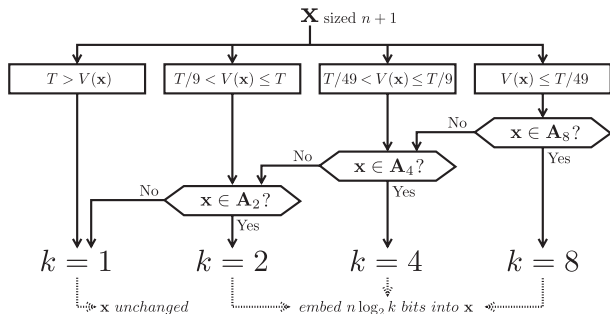 x sized n + 1
T > V(x)
T/9 < V(x) ≤ T
T/49 < V(x) ≤ T/9
V(x) ≤ T/49
No
x ∈ A₈?
No
x ∈ A₄?
Yes
No
x ∈ A₂?
Yes
Yes
k = 1
k = 2
k = 4
k = 8
x unchanged
embed n log₂ k bits into x